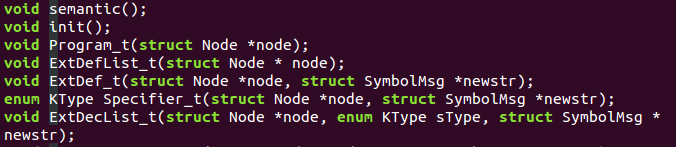 void semantic();
void init();
void Program_t(struct Node *node);
void ExtDefList_t(struct Node * node);
void ExtDef_t(struct Node *node, struct SymbolMsg *newstr);
enum KType Specifier_t(struct Node *node, struct SymbolMsg *newstr);
void ExtDecList_t(struct Node *node, enum KType sType, struct SymbolMsg *
newstr);